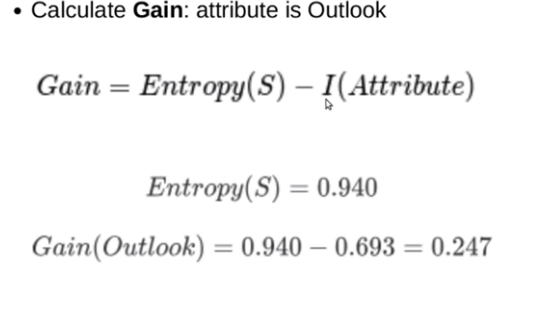 • Calculate Gain: attribute is Outlook
Gain = Entropy(S) − I(Attribute)
Entropy(S) = 0.940
Gain(Outlook) = 0.940 − 0.693 = 0.247